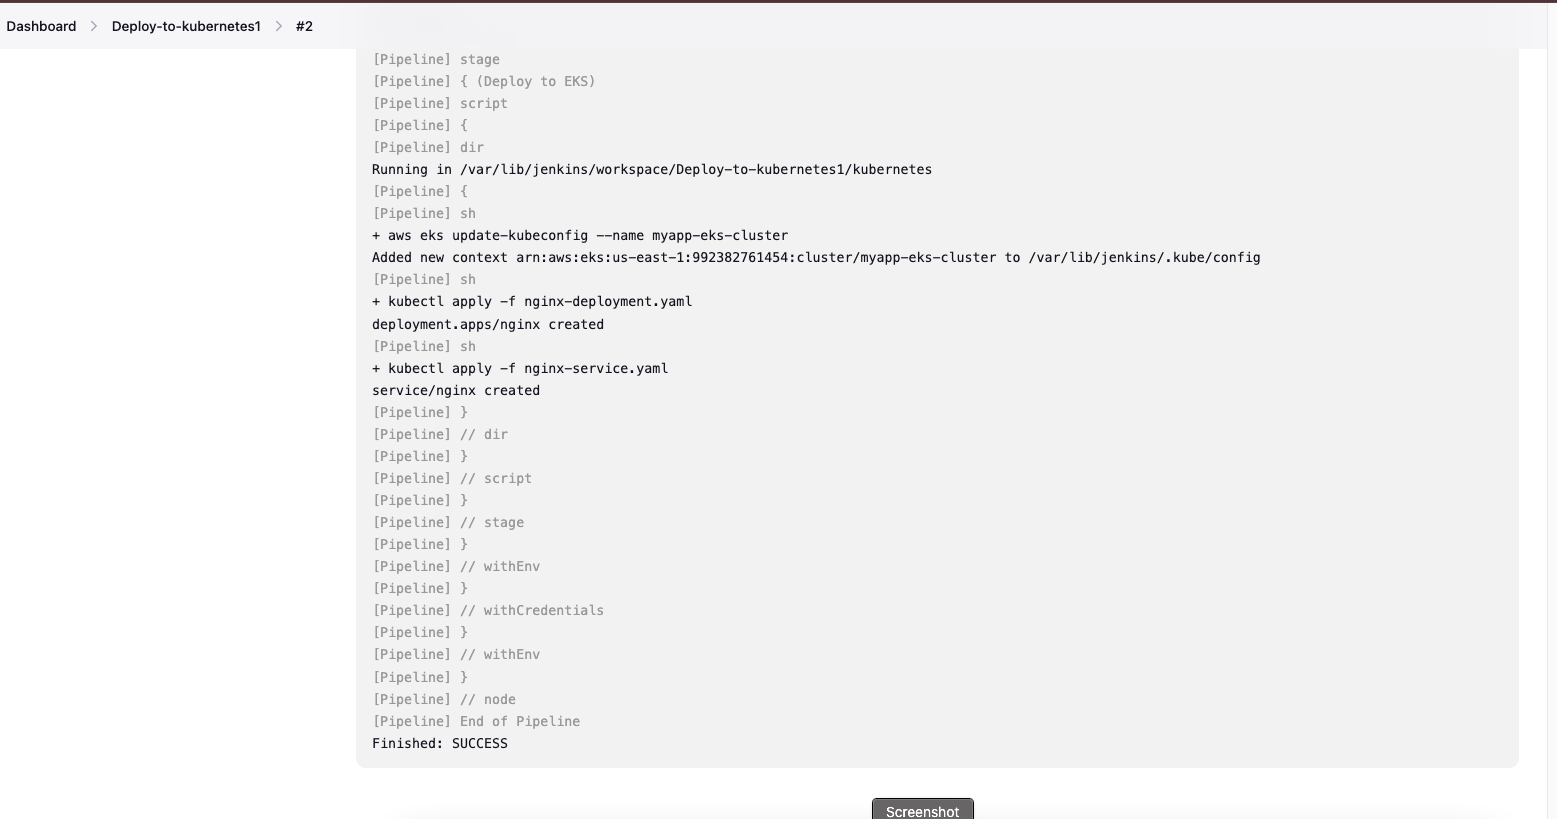 Dashboard > Deploy-to-kubernetes1 > #2
[Pipeline] stage
[Pipeline] { (Deploy to EKS)
[Pipeline] script
[Pipeline] {
[Pipeline] dir
Running in /var/lib/jenkins/workspace/Deploy-to-kubernetes1/kubernetes
[Pipeline] {
[Pipeline] sh
+ aws eks update-kubeconfig --name myapp-eks-cluster
Added new context arn:aws:eks:us-east-1:992382761454:cluster/myapp-eks-cluster to /var/lib/jenkins/.kube/config
[Pipeline] sh
+ kubectl apply -f nginx-deployment.yaml
deployment.apps/nginx created
[Pipeline] sh
+ kubectl apply -f nginx-service.yaml
service/nginx created
[Pipeline] }
[Pipeline] // dir
[Pipeline] }
[Pipeline] // script
[Pipeline] }
[Pipeline] // stage
[Pipeline] }
[Pipeline] // withEnv
[Pipeline] }
[Pipeline] // withCredentials
[Pipeline] }
[Pipeline] // withEnv
[Pipeline] }
[Pipeline] // node
[Pipeline] End of Pipeline
Finished: SUCCESS
Screenshot